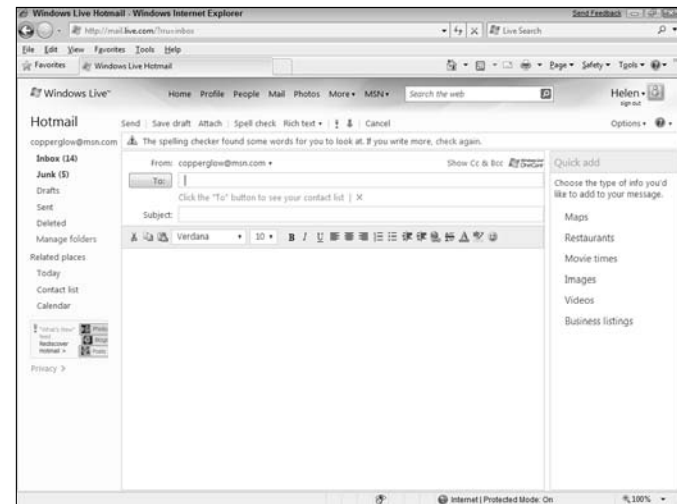 Windows Live Hotmail - Windows Internet Explorer
Send Feedback
http://mail.live.com/?rru=inbox
Live Search
File Edit View Favorites Tools Help
Favorites Windows Live Hotmail
Page Safety Tools
Windows Live™ Home Profile People Mail Photos More MSN Search the web Helen
sign out
Hotmail Send Save draft Attach Spell check Rich text Cancel Options
copperglow@msn.com The spelling checker found some words for you to look at. If you write more, check again.
Inbox (14) From: copperglow@msn.com Show Cc & Bcc Quick add
Junk (5) To: Choose the type of info you'd like to add to your message.
Drafts Click the "To" button to see your contact list | X
Sent Subject: Maps
Deleted
Manage folders Verdana 10 B I U Restaurants
Related places Movie times
Today Images
Contact list Videos
Calendar Business listings
"What's New"
feed
Rediscover
Hotmail >
Privacy
Internet | Protected Mode: On 100%